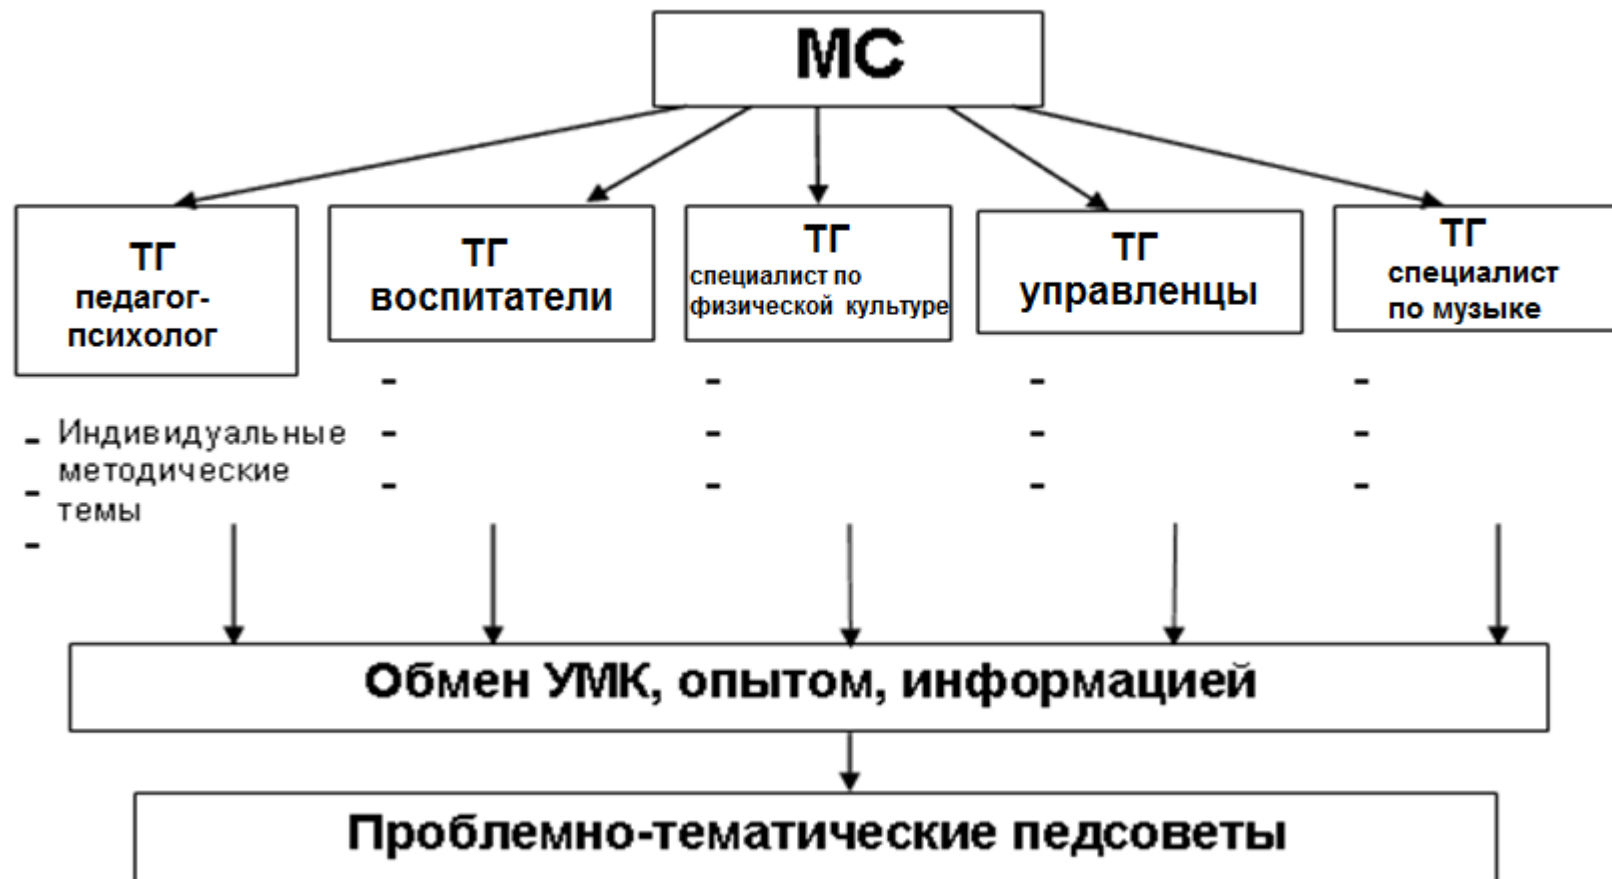 МС
ТГ
педагог-
психолог
ТГ
воспитатели
ТГ
специалист по
физической культуре
ТГ
управленцы
ТГ
специалист
по музыке
- Индивидуальные
- методические
темы
-
-
-
-
-
-
-
-
-
-
-
-
-
Обмен УМК, опытом, информацией
Проблемно-тематические педсоветы